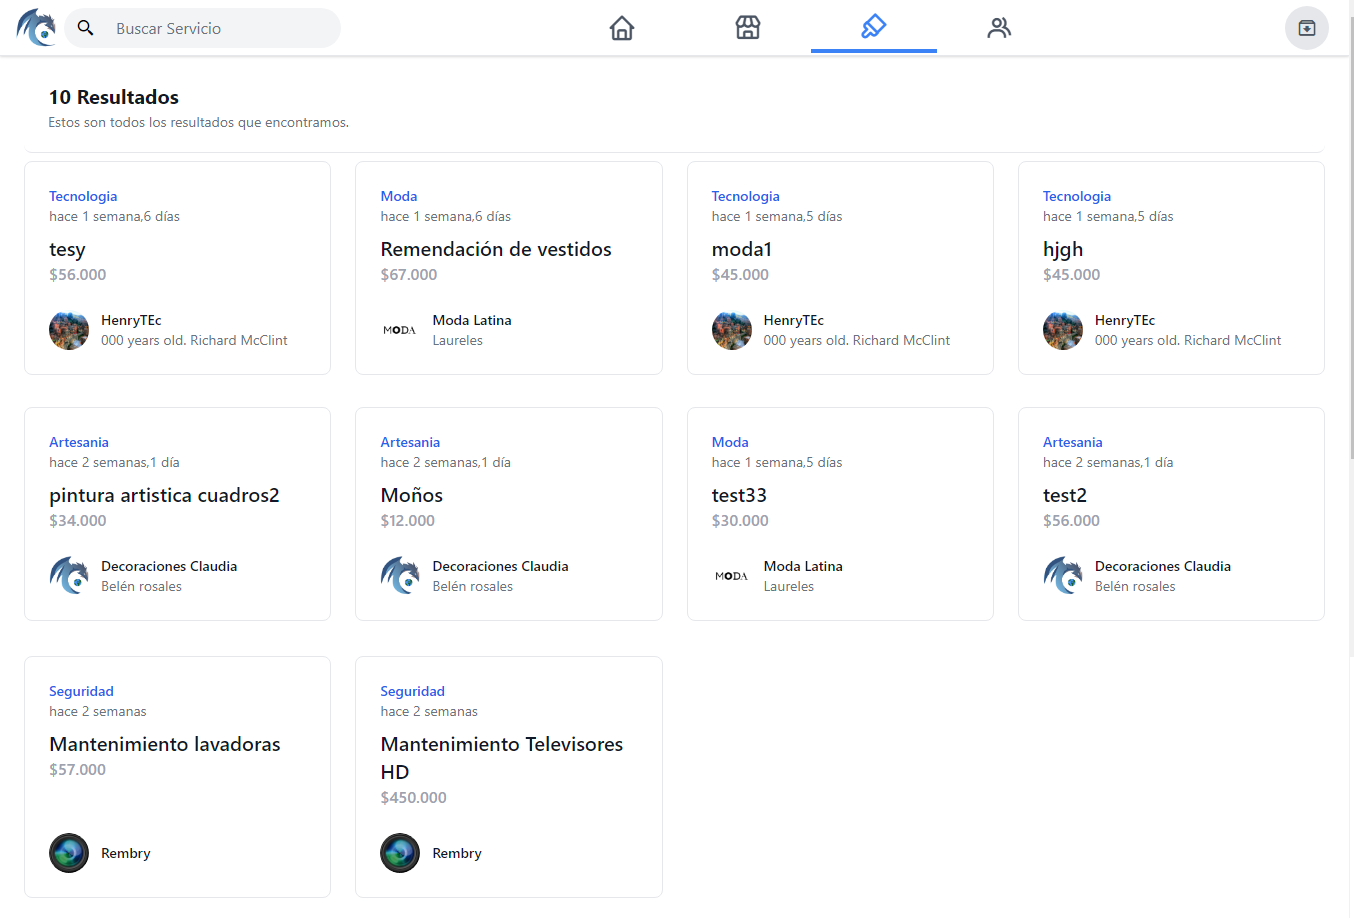 Buscar Servicio
10 Resultados
Estos son todos los resultados que encontramos.
Tecnologia
hace 1 semana,6 días
tesy
$56.000
HenryTEc
000 years old. Richard McClint
Moda
hace 1 semana,6 días
Remendación de vestidos
$67.000
MODA
Moda Latina
Laureles
Tecnologia
hace 1 semana,5 días
moda1
$45.000
HenryTEc
000 years old. Richard McClint
Tecnologia
hace 1 semana,5 días
hjgh
$45.000
HenryTEc
000 years old. Richard McClint
Artesania
hace 2 semanas,1 día
pintura artistica cuadros2
$34.000
Decoraciones Claudia
Belén rosales
Artesania
hace 2 semanas,1 día
Moños
$12.000
Decoraciones Claudia
Belén rosales
Moda
hace 1 semana,5 días
test33
$30.000
MODA
Moda Latina
Laureles
Artesania
hace 2 semanas,1 día
test2
$56.000
Decoraciones Claudia
Belén rosales
Seguridad
hace 2 semanas
Mantenimiento lavadoras
$57.000
Rembry
Seguridad
hace 2 semanas
Mantenimiento Televisores
HD
$450.000
Rembry